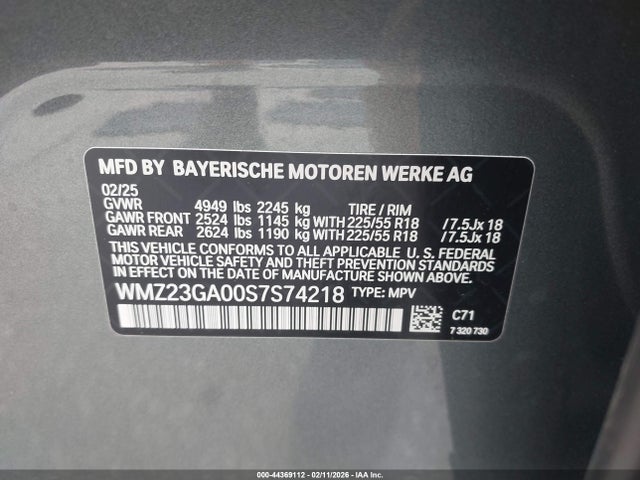 MFD BY BAYERISCHE MOTOREN WERKE AG
02/25
GVWR 4949 lbs 2245 kg TIRE / RIM
GAWR FRONT 2524 lbs 1145 kg WITH 225/55 R18 /7.5Jx 18
GAWR REAR 2624 lbs 1190 kg WITH 225/55 R18 /7.5Jx 18
THIS VEHICLE CONFORMS TO ALL APPLICABLE U. S. FEDERAL
MOTOR VEHICLE SAFETY, BUMPER, AND THEFT PREVENTION
STANDARDS IN EFFECT ON THE DATE OF MANUFACTURE SHOWN
ABOVE.
WMZ23GA00S7S74218 TYPE: MPV
C71
7 320 730
000-44369112 - 02/11/2026 - IAA Inc.